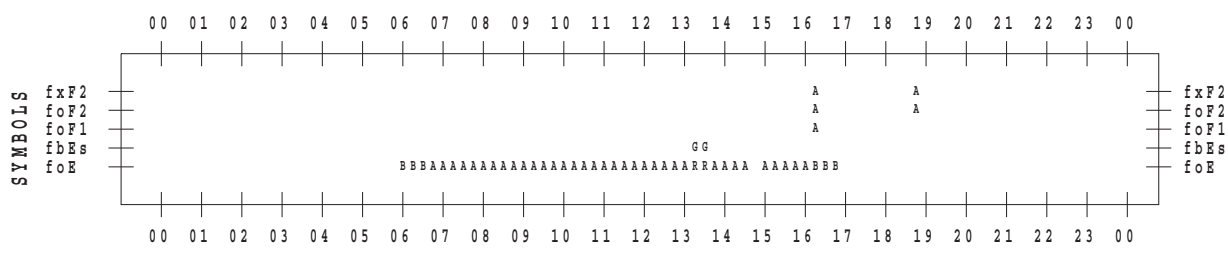 00 01 02 03 04 05 06 07 08 09 10 11 12 13 14 15 16 17 18 19 20 21 22 23 00
SYMBOLS
fxF2 A A fxF2
foF2 A A foF2
foF1 A foF1
fbEs GG fbEs
foE BBBAAAAAAAAAAAAAAAAAAAAAAAAAARRAAAA AAAAABBB foE
00 01 02 03 04 05 06 07 08 09 10 11 12 13 14 15 16 17 18 19 20 21 22 23 00